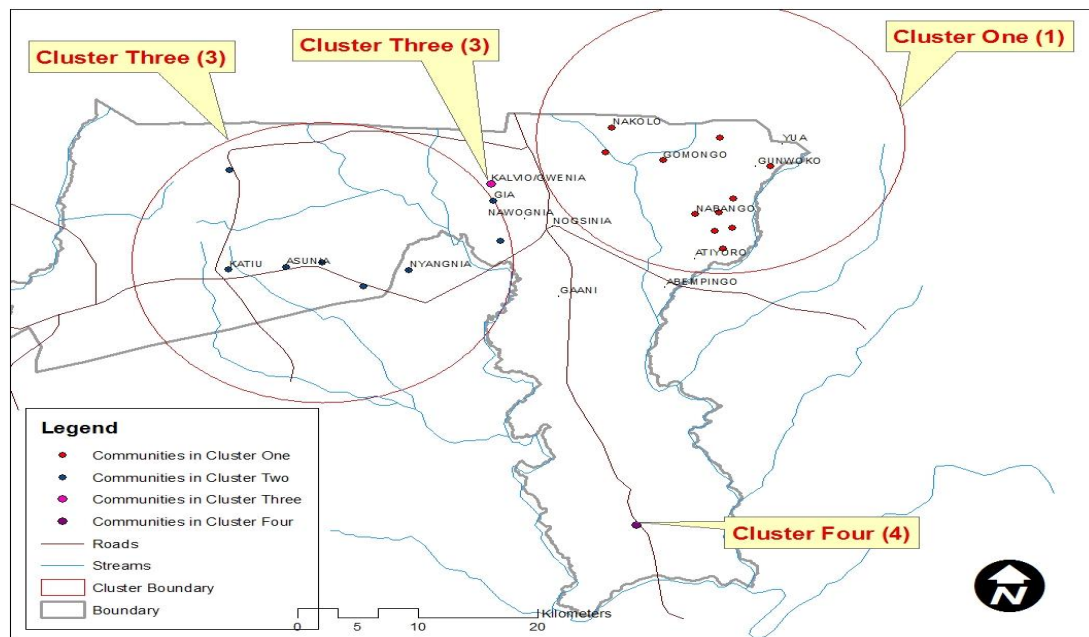 Cluster Three (3)
Cluster Three (3)
Cluster One (1)
NAKOLO
YUA
GOMONGO
GUNWOKO
KALVIO/GWENIA
GIA
NAWOGNIA
NOGSINIA
NABANGO
ATIYORO
KATIU
ASUNIA
NYANGNIA
GAANI
ABEMPINGO
Legend
Communities in Cluster One
Communities in Cluster Two
Communities in Cluster Three
Communities in Cluster Four
Roads
Streams
Cluster Boundary
Boundary
Cluster Four (4)
Kilometers
0 5 10 20
N